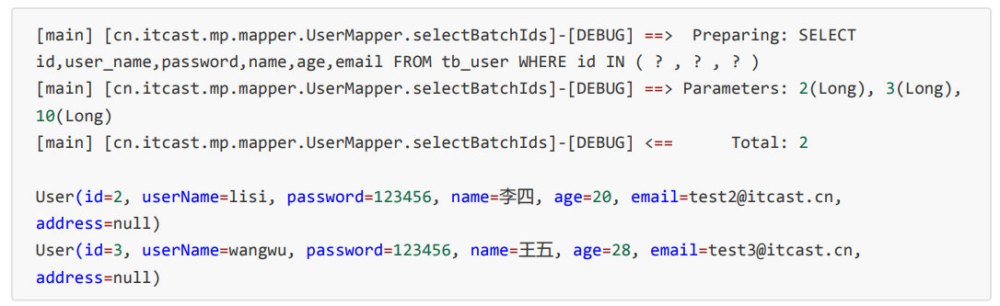 [main] [cn.itcast.mp.mapper.UserMapper.selectBatchIds]-[DEBUG] ==>  Preparing: SELECT
id,user_name,password,name,age,email FROM tb_user WHERE id IN ( ? , ? , ? )
[main] [cn.itcast.mp.mapper.UserMapper.selectBatchIds]-[DEBUG] ==> Parameters: 2(Long), 3(Long),
10(Long)
[main] [cn.itcast.mp.mapper.UserMapper.selectBatchIds]-[DEBUG] <==      Total: 2

User(id=2, userName=lisi, password=123456, name=李四, age=20, email=test2@itcast.cn,
address=null)
User(id=3, userName=wangwu, password=123456, name=王五, age=28, email=test3@itcast.cn,
address=null)